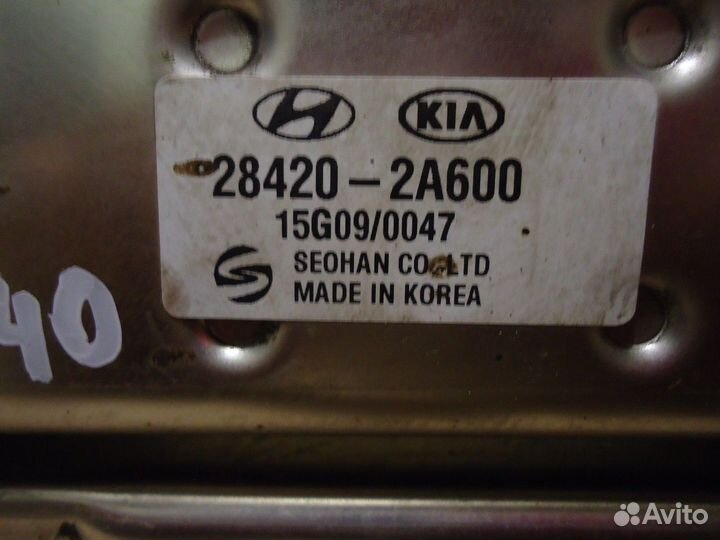 KIA
28420-2A600
15G09/0047
SEOHAN CO.LTD
MADE IN KOREA
40
Avito